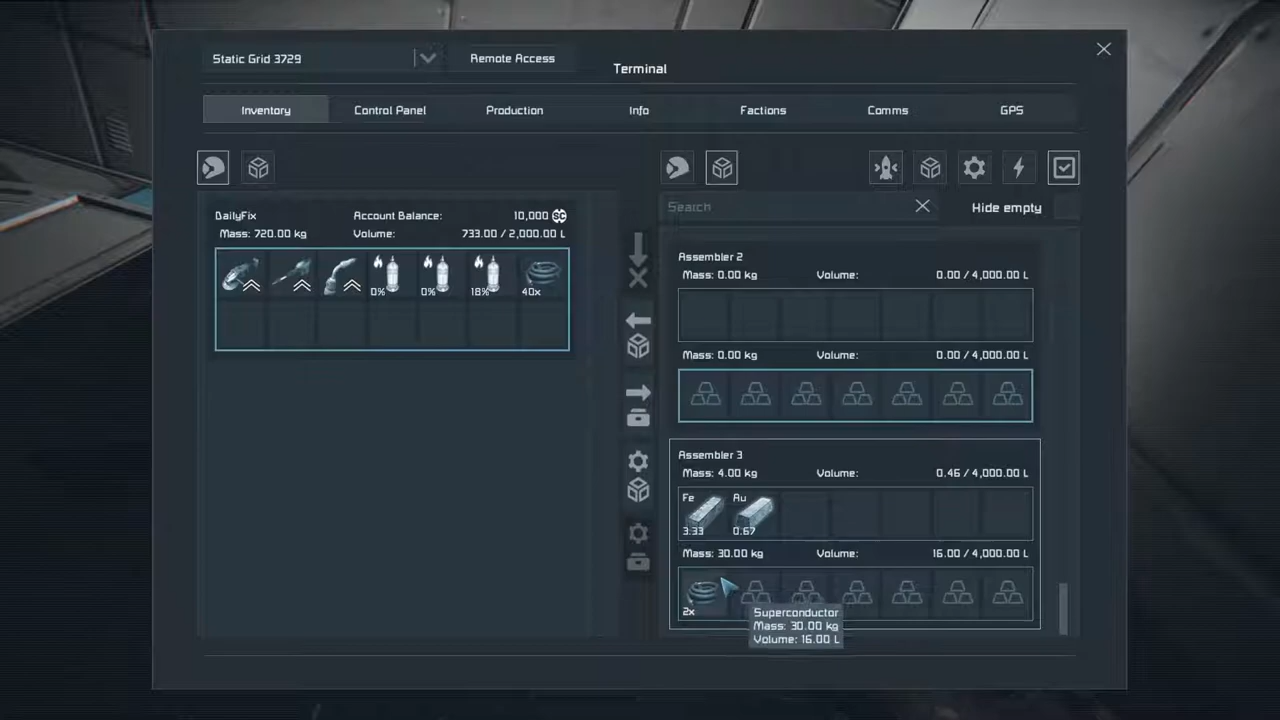 Static Grid 3729
Remote Access
Terminal
Inventory
Control Panel
Production
Info
Factions
Comms
GPS
Search
Hide empty
DailyFix
Account Balance:
10,000 SC
Mass: 720.00 kg
Volume:
733.00 / 2,000.00 L
0%
0%
18%
40x
Assembler 2
Mass: 0.00 kg
Volume:
0.00 / 4,000.00 L
Mass: 0.00 kg
Volume:
0.00 / 4,000.00 L
Assembler 3
Mass: 4.00 kg
Volume:
0.46 / 4,000.00 L
Fe
Au
3.33
0.67
Mass: 30.00 kg
Volume:
16.00 / 4,000.00 L
2x
Superconductor
Mass: 30.00 kg
Volume: 16.00 L